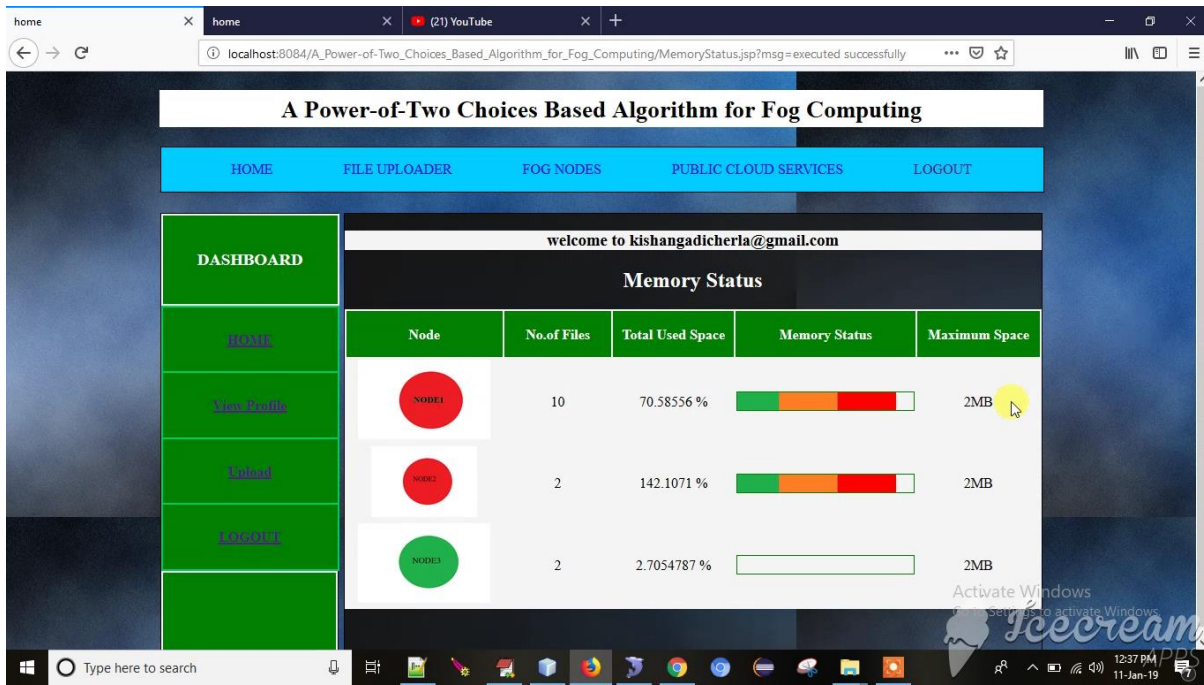 home
home
(21) YouTube
localhost:8084/A_Power-of-Two_Choices_Based_Algorithm_for_Fog_Computing/MemoryStatus.jsp?msg=executed successfully
A Power-of-Two Choices Based Algorithm for Fog Computing
HOME FILE UPLOADER FOG NODES PUBLIC CLOUD SERVICES LOGOUT
DASHBOARD
HOME
View Profile
Upload
LOGOUT
welcome to kishangadicherla@gmail.com
Memory Status
Node No.of Files Total Used Space Memory Status Maximum Space
NODE1 10 70.58556 % 2MB
NODE2 2 142.1071 % 2MB
NODE3 2 2.7054787 % 2MB
Activate Windows
Go to Settings to activate Windows.
Icecream
APPS
Type here to search
12:37 PM
11-Jan-19